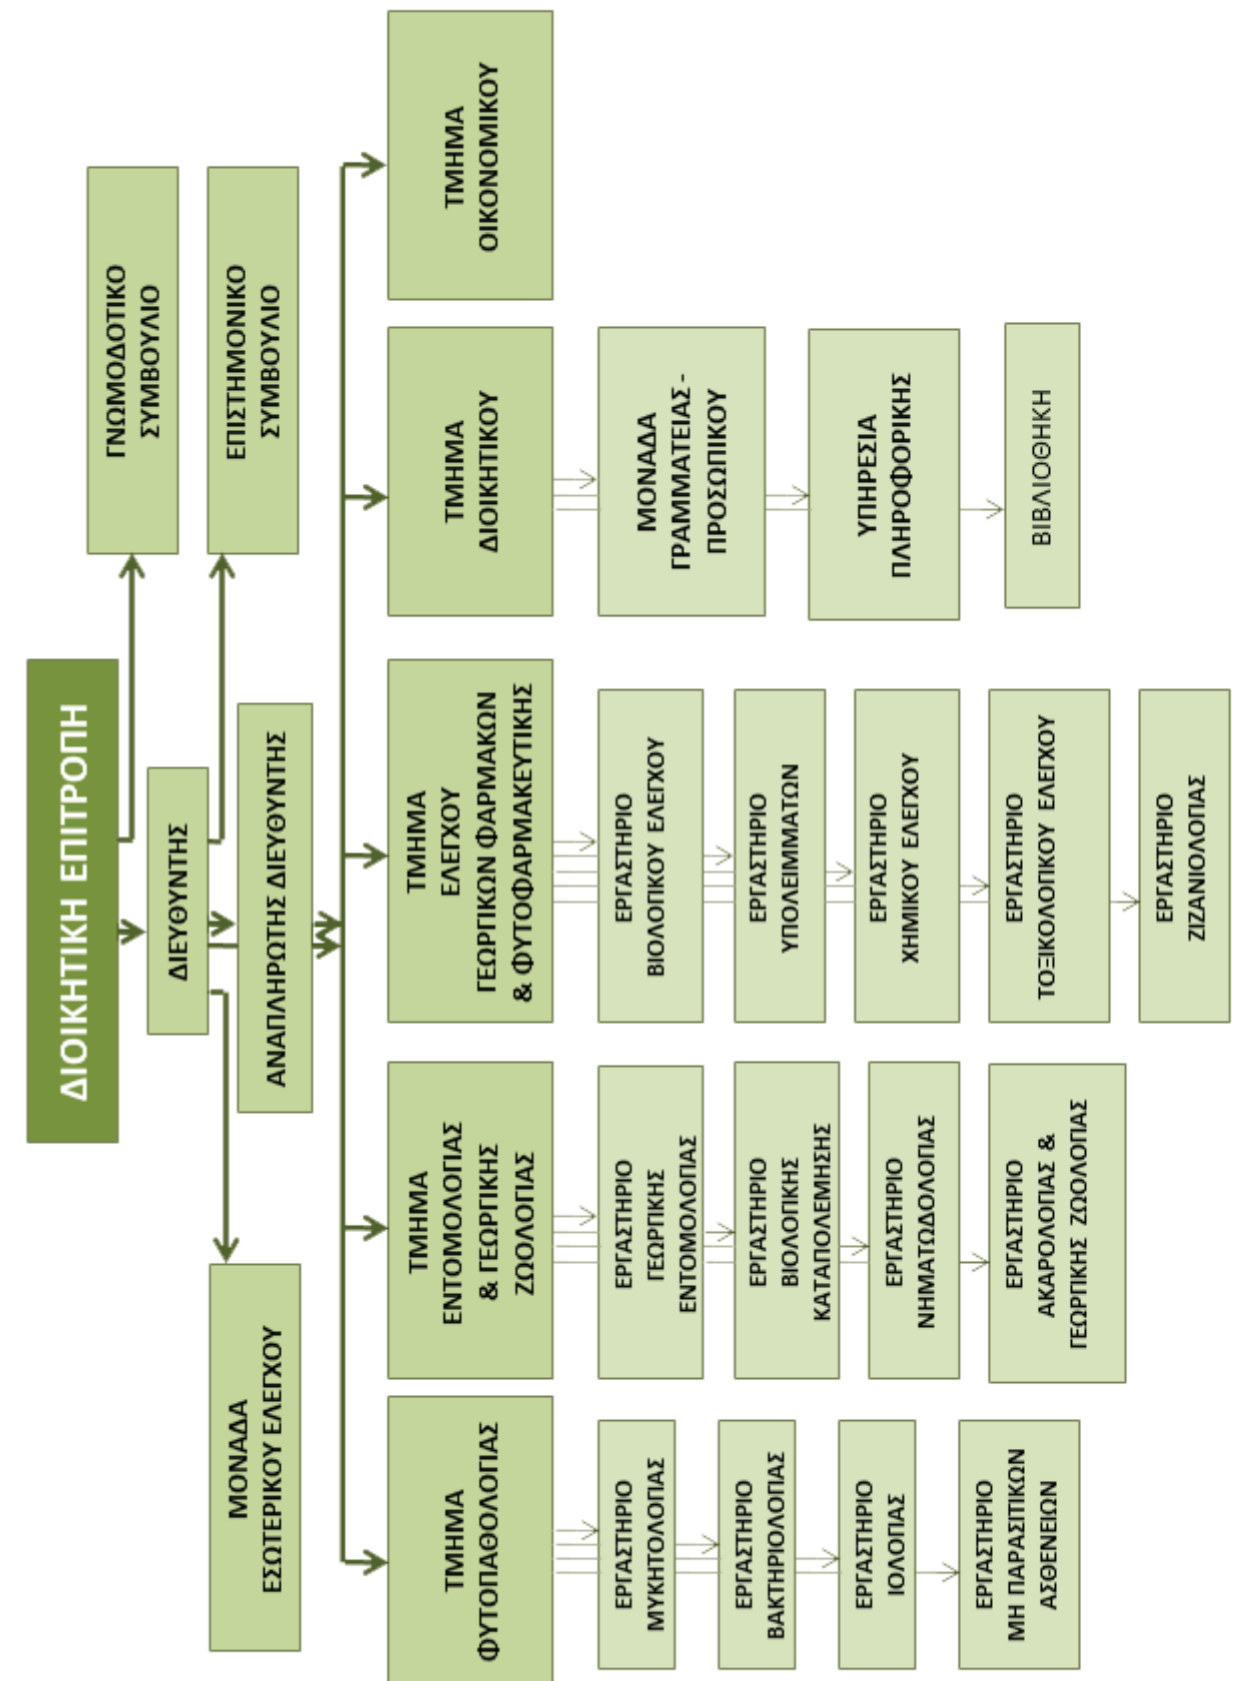 ΔΙΟΙΚΗΤΙΚΗ ΕΠΙΤΡΟΠΗ
ΓΝΩΜΟΔΟΤΙΚΟ
ΣΥΜΒΟΥΛΙΟ
ΔΙΕΥΘΥΝΤΗΣ
ΜΟΝΑΔΑ
ΕΣΩΤΕΡΙΚΟΥ ΕΛΕΓΧΟΥ
ΕΠΙΣΤΗΜΟΝΙΚΟ
ΣΥΜΒΟΥΛΙΟ
ΑΝΑΠΛΗΡΩΤΗΣ ΔΙΕΥΘΥΝΤΗΣ
ΤΜΗΜΑ
ΦΥΤΟΠΑΘΟΛΟΓΙΑΣ
ΕΡΓΑΣΤΗΡΙΟ
ΜΥΚΗΤΟΛΟΓΙΑΣ
ΕΡΓΑΣΤΗΡΙΟ
ΒΑΚΤΗΡΙΟΛΟΓΙΑΣ
ΕΡΓΑΣΤΗΡΙΟ
ΙΟΛΟΓΙΑΣ
ΕΡΓΑΣΤΗΡΙΟ
ΜΗ ΠΑΡΑΣΙΤΙΚΩΝ
ΑΣΘΕΝΕΙΩΝ
ΤΜΗΜΑ
ΕΝΤΟΜΟΛΟΓΙΑΣ
& ΓΕΩΡΓΙΚΗΣ
ΖΩΟΛΟΓΙΑΣ
ΕΡΓΑΣΤΗΡΙΟ
ΓΕΩΡΓΙΚΗΣ
ΕΝΤΟΜΟΛΟΓΙΑΣ
ΕΡΓΑΣΤΗΡΙΟ
ΒΙΟΛΟΓΙΚΗΣ
ΚΑΤΑΠΟΛΕΜΗΣΗΣ
ΕΡΓΑΣΤΗΡΙΟ
ΝΗΜΑΤΩΔΟΛΟΓΙΑΣ
ΕΡΓΑΣΤΗΡΙΟ
ΑΚΑΡΟΛΟΓΙΑΣ &
ΓΕΩΡΓΙΚΗΣ ΖΩΟΛΟΓΙΑΣ
ΤΜΗΜΑ
ΕΛΕΓΧΟΥ
ΓΕΩΡΓΙΚΩΝ ΦΑΡΜΑΚΩΝ
& ΦΥΤΟΦΑΡΜΑΚΕΥΤΙΚΗΣ
ΕΡΓΑΣΤΗΡΙΟ
ΒΙΟΛΟΓΙΚΟΥ ΕΛΕΓΧΟΥ
ΕΡΓΑΣΤΗΡΙΟ
ΥΠΟΛΕΙΜΜΑΤΩΝ
ΕΡΓΑΣΤΗΡΙΟ
ΧΗΜΙΚΟΥ ΕΛΕΓΧΟΥ
ΕΡΓΑΣΤΗΡΙΟ
ΤΟΞΙΚΟΛΟΓΙΚΟΥ ΕΛΕΓΧΟΥ
ΕΡΓΑΣΤΗΡΙΟ
ΖΙΖΑΝΙΟΛΟΓΙΑΣ
ΤΜΗΜΑ
ΔΙΟΙΚΗΤΙΚΟΥ
ΜΟΝΑΔΑ
ΓΡΑΜΜΑΤΕΙΑΣ -
ΠΡΟΣΩΠΙΚΟΥ
ΥΠΗΡΕΣΙΑ
ΠΛΗΡΟΦΟΡΙΚΗΣ
ΒΙΒΛΙΟΘΗΚΗ
ΤΜΗΜΑ
ΟΙΚΟΝΟΜΙΚΟΥ